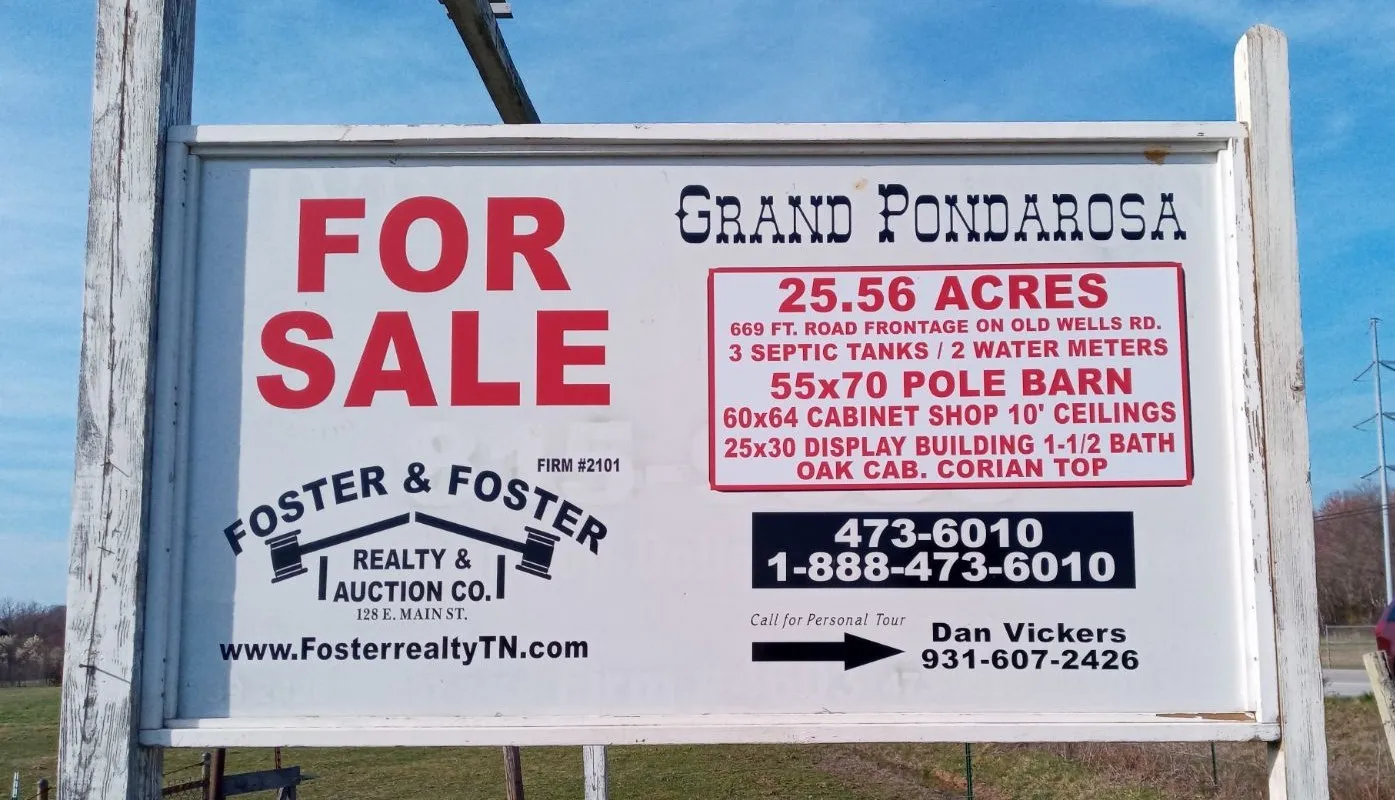 FOR
SALE
FIRM #2101
FOSTER & FOSTER
REALTY &
AUCTION CO.
128 E. MAIN ST.
www.FosterrealtyTN.com
GRAND PONDAROSA
25.56 ACRES
669 FT. ROAD FRONTAGE ON OLD WELLS RD.
3 SEPTIC TANKS / 2 WATER METERS
55x70 POLE BARN
60x64 CABINET SHOP 10' CEILINGS
25x30 DISPLAY BUILDING 1-1/2 BATH
OAK CAB. CORIAN TOP
473-6010
1-888-473-6010
Call for Personal Tour
Dan Vickers
931-607-2426